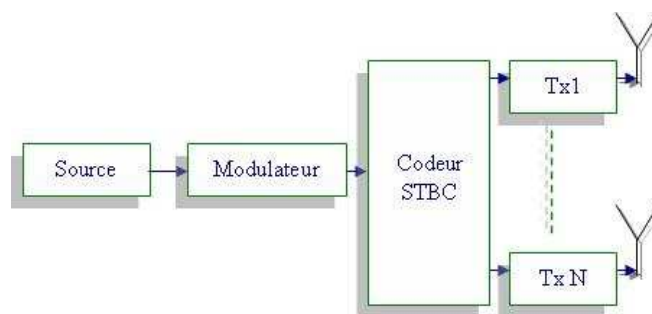 Tx1
Source
Modulateur
Codeur
STBC
Tx N